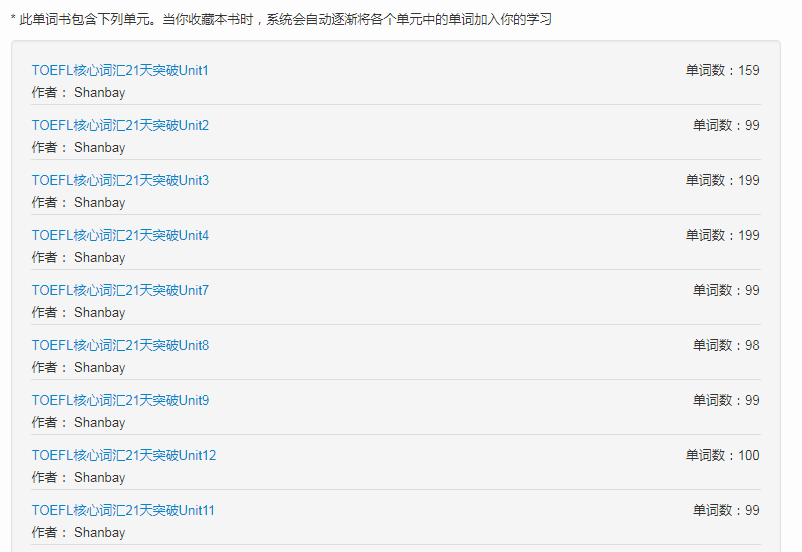 * 此单词书包含下列单元。当你收藏本书时，系统会自动逐渐将各个单元中的单词加入你的学习
TOEFL核心词汇21天突破Unit1 单词数：159
作者： Shanbay
TOEFL核心词汇21天突破Unit2 单词数：99
作者： Shanbay
TOEFL核心词汇21天突破Unit3 单词数：199
作者： Shanbay
TOEFL核心词汇21天突破Unit4 单词数：199
作者： Shanbay
TOEFL核心词汇21天突破Unit7 单词数：99
作者： Shanbay
TOEFL核心词汇21天突破Unit8 单词数：98
作者： Shanbay
TOEFL核心词汇21天突破Unit9 单词数：99
作者： Shanbay
TOEFL核心词汇21天突破Unit12 单词数：100
作者： Shanbay
TOEFL核心词汇21天突破Unit11 单词数：99
作者： Shanbay